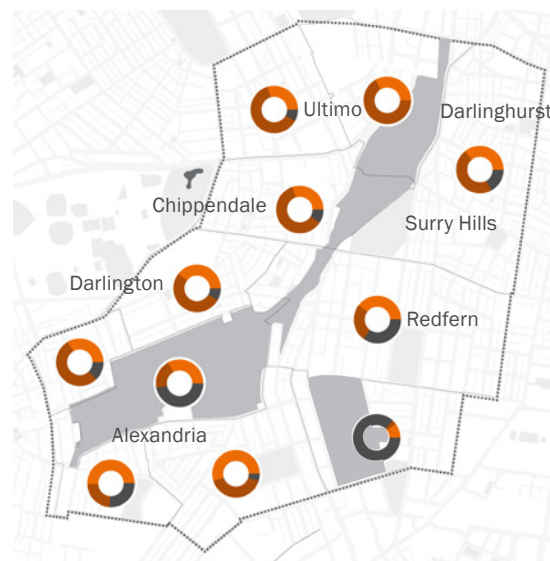 Ultimo
Darlinghurst
Chippendale
Surry Hills
Darlington
Redfern
Alexandria